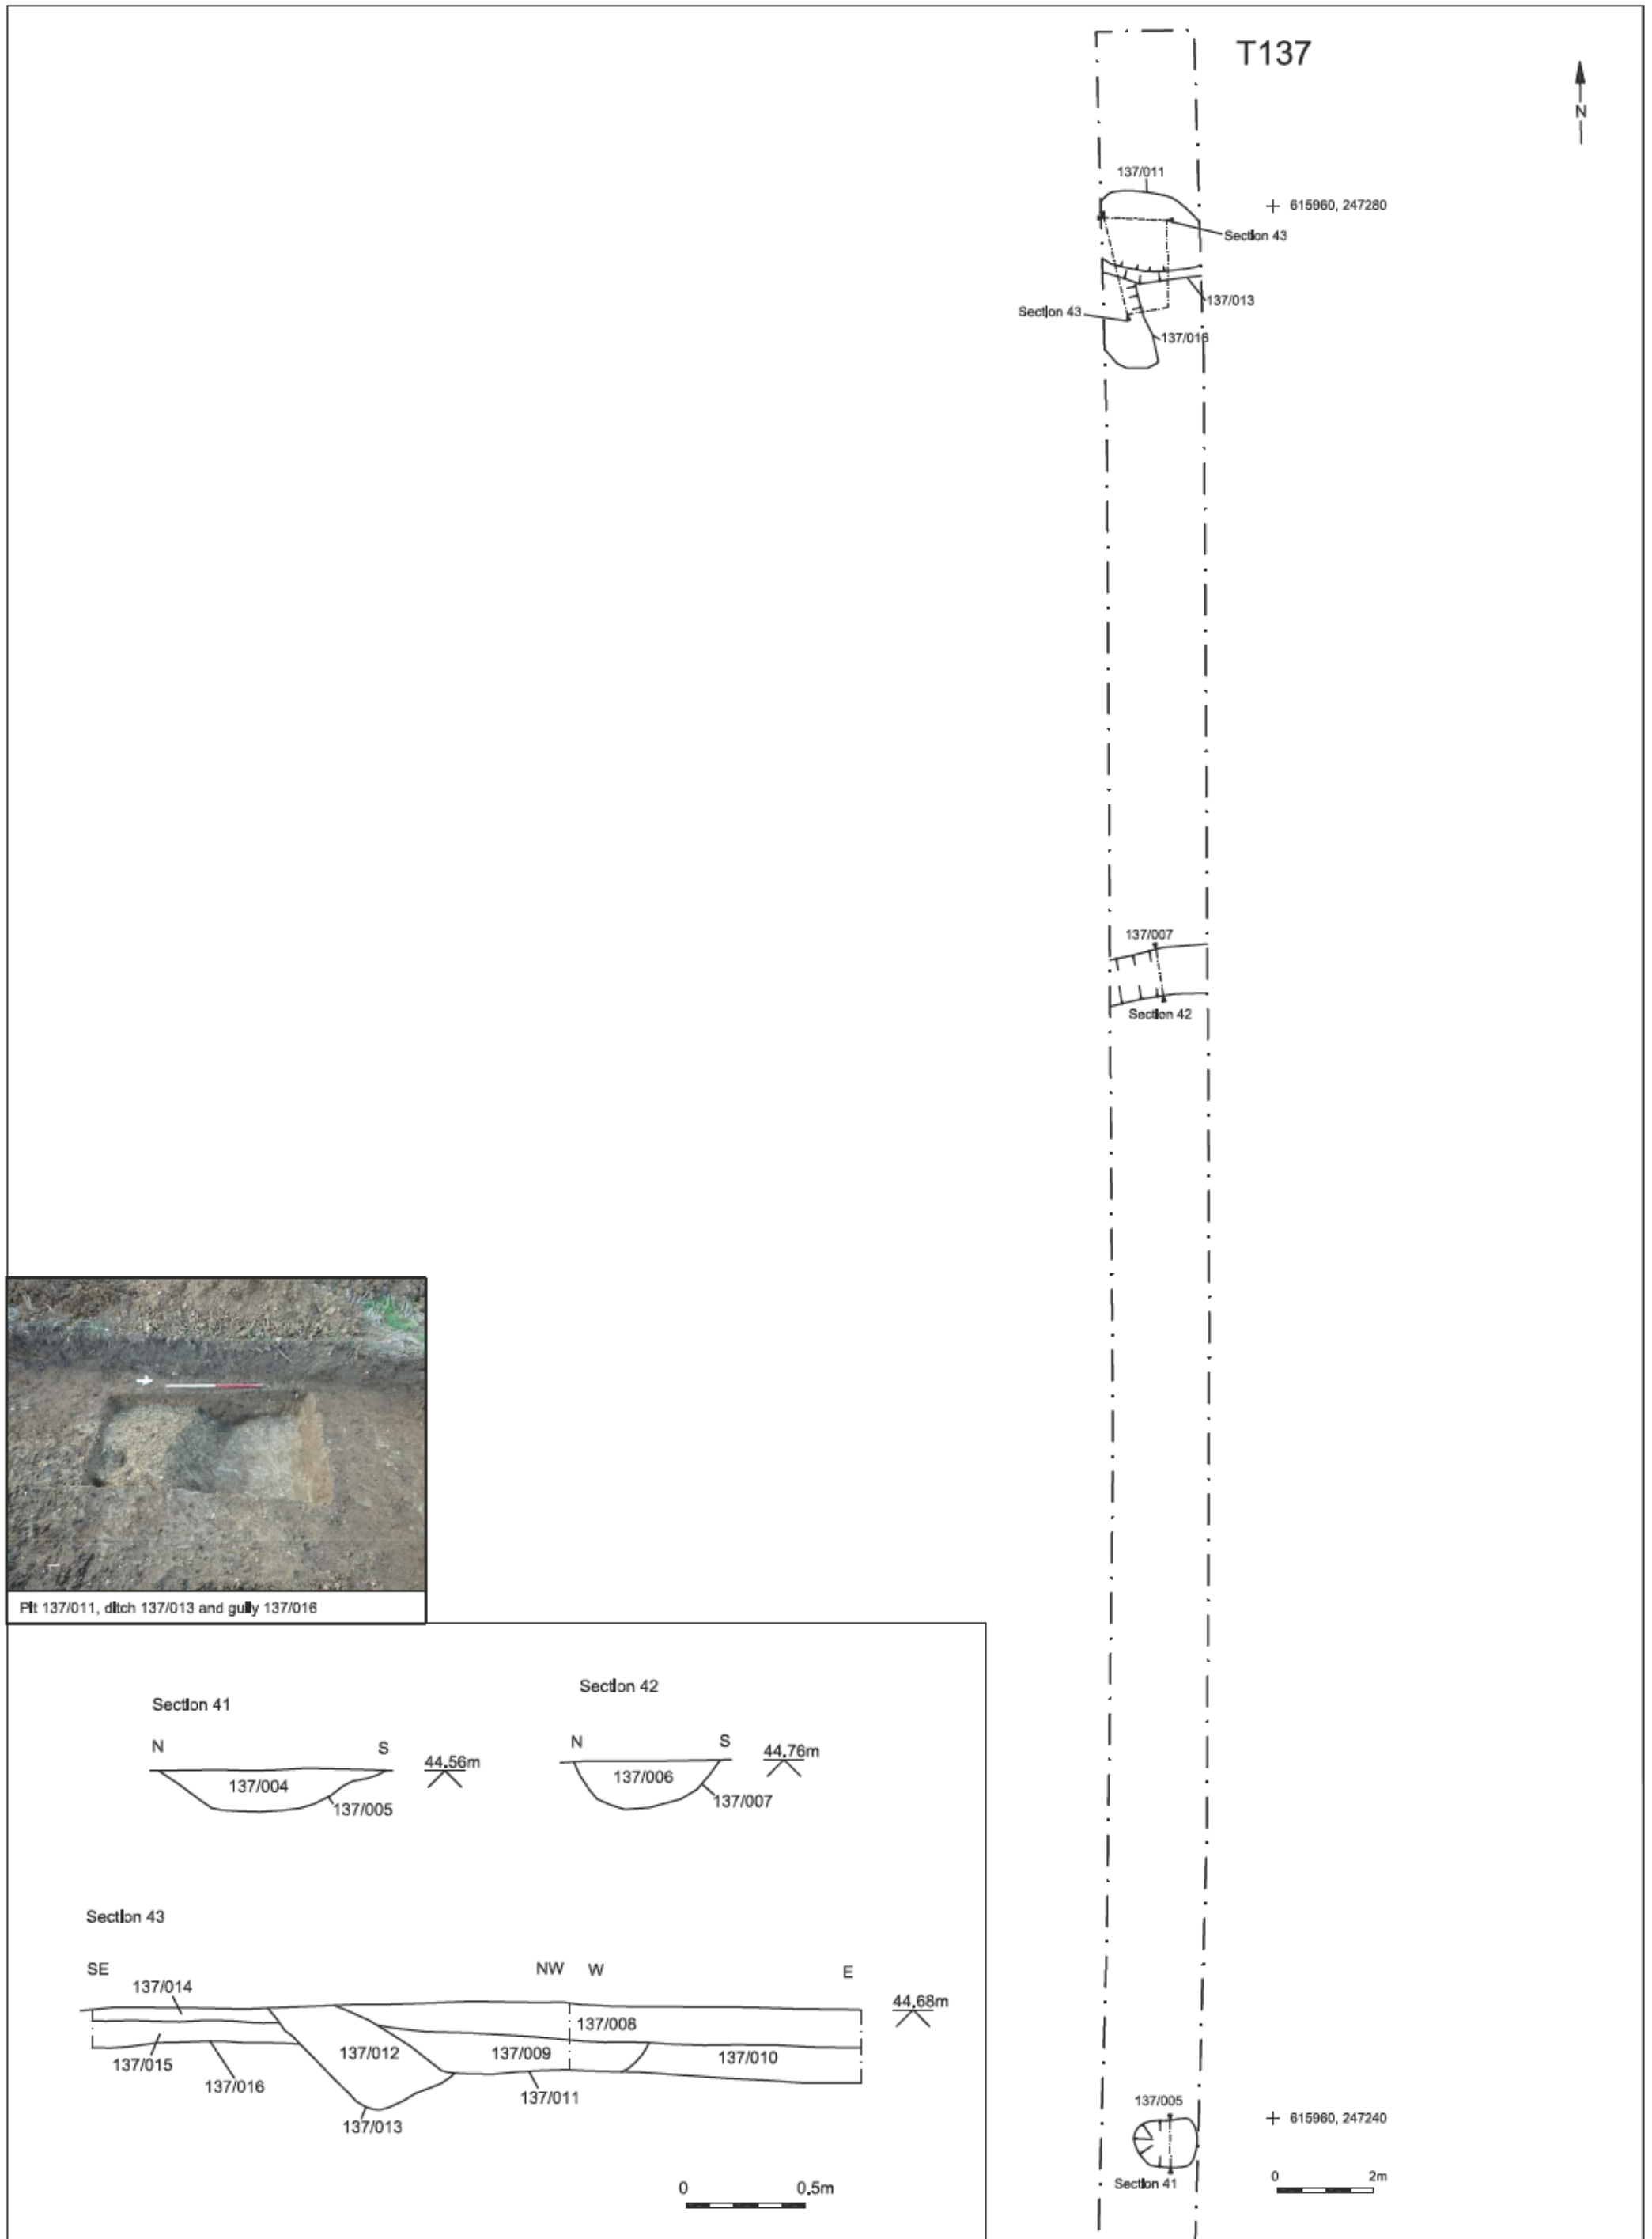 T137
N
137/011
615960, 247280
Section 43
137/013
Section 43
137/016
137/007
Section 42
Pit 137/011, ditch 137/013 and gully 137/016
Section 41
N S
44.56m
137/004
137/005
Section 42
N S
44.76m
137/006
137/007
Section 43
SE NW W E
137/014
44.68m
137/008
137/012 137/009 137/010
137/015
137/016
137/011
137/013
0 0.5m
137/005
615960, 247240
Section 41
0 2m